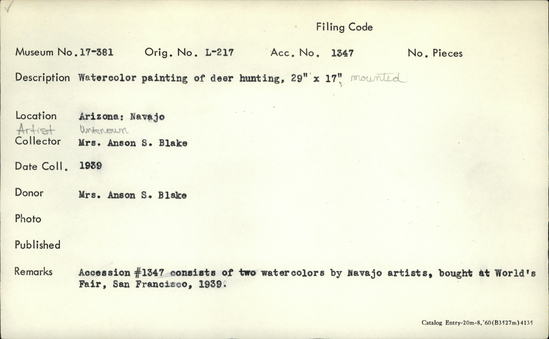 Filing Code
Museum No. 17-381 Orig. No. L-217 Acc. No. 1347 No. Pieces
Description Watercolor painting of deer hunting, 29" x 17", mounted
Location Arizona; Navajo
Artist Unknown
Collector Mrs. Anson S. Blake
Date Coll. 1939
Donor Mrs. Anson S. Blake
Photo
Published
Remarks Accession #1347 consists of two watercolors by Navajo artists, bought at World's
Fair, San Francisco, 1939.
Catalog Entry-20m-8,'60(B3527m)4135